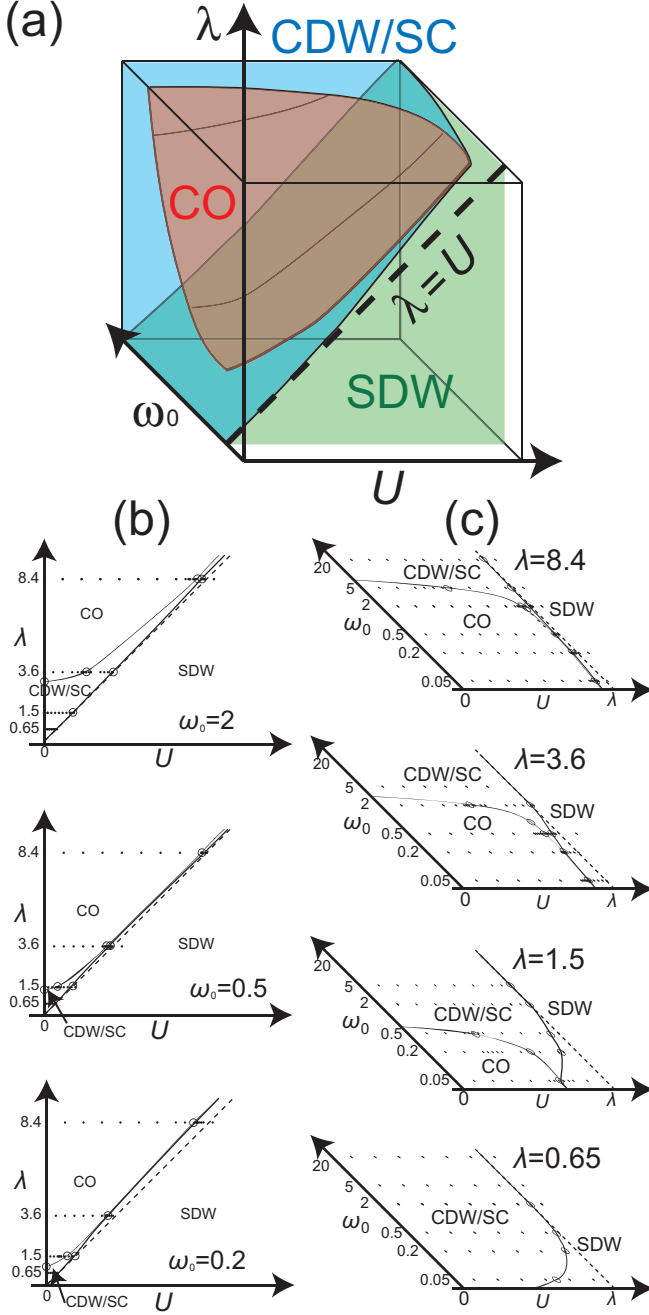 (a)
λ
CDW/SC
CO
λ=U
SDW
ω₀
U
(b)
(c)
8.4
λ
CO
3.6
CDW/SC
SDW
1.5
0.65
ω₀=2
0
U
8.4
λ
CO
3.6
SDW
1.5
0.65
ω₀=0.5
0
CDW/SC
U
8.4
λ
CO
3.6
SDW
1.5
0.65
ω₀=0.2
0
CDW/SC
U
λ=8.4
20
CDW/SC
5
SDW
2
CO
ω₀
0.5
0.2
0.05
0
U
λ
λ=3.6
20
CDW/SC
5
SDW
2
CO
ω₀
0.5
0.2
0.05
0
U
λ
λ=1.5
20
5
SDW
2
CDW/SC
ω₀
0.5
0.2
CO
0.05
0
U
λ
λ=0.65
20
5
2
CDW/SC
ω₀
0.5
SDW
0.2
0.05
0
U
λ